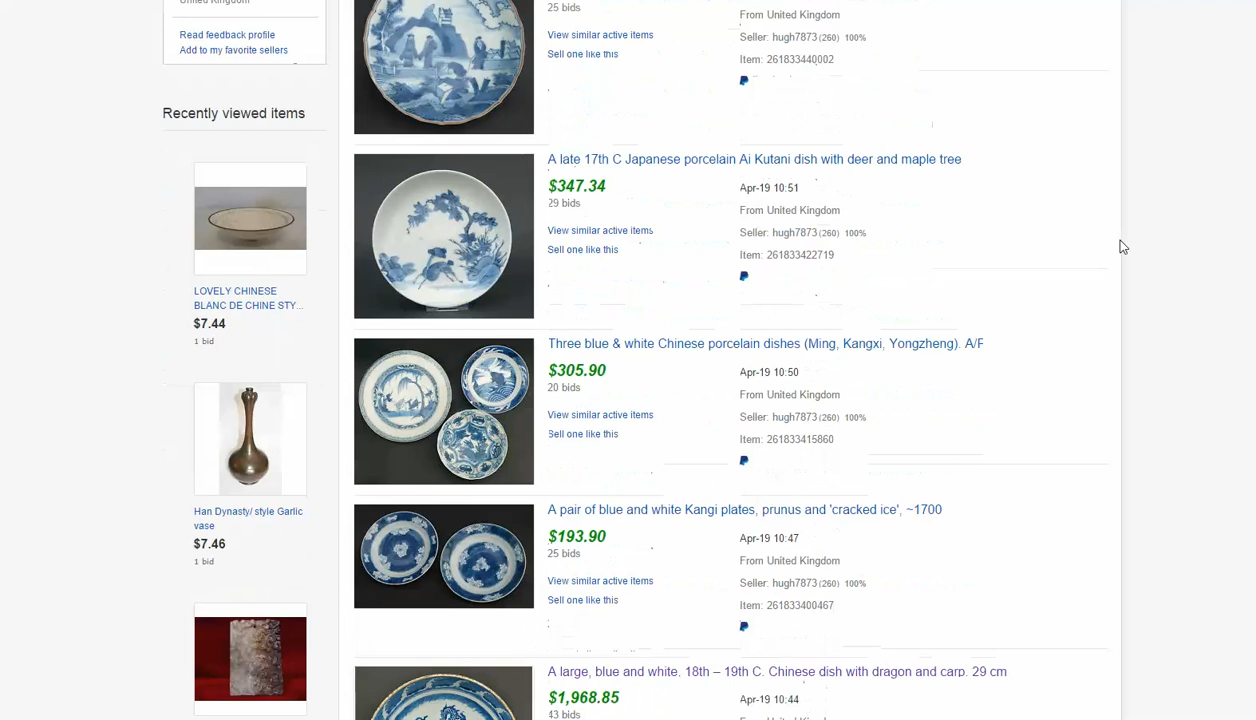 United Kingdom
Read feedback profile
Add to my favorite sellers
Recently viewed items
LOVELY CHINESE
BLANC DE CHINE STY...
$7.44
1 bid
Han Dynasty/ style Garlic
vase
$7.46
1 bid
25 bids
From United Kingdom
View similar active items
Seller: hugh7873 (260) 100%
Sell one like this
Item: 261833440002
A late 17th C Japanese porcelain Ai Kutani dish with deer and maple tree
$347.34
Apr-19 10:51
29 bids
From United Kingdom
View similar active items
Seller: hugh7873 (260) 100%
Sell one like this
Item: 261833422719
Three blue & white Chinese porcelain dishes (Ming, Kangxi, Yongzheng). A/F
$305.90
Apr-19 10:50
20 bids
From United Kingdom
View similar active items
Seller: hugh7873 (260) 100%
Sell one like this
Item: 261833415860
A pair of blue and white Kangi plates, prunus and 'cracked ice', ~1700
$193.90
Apr-19 10:47
25 bids
From United Kingdom
View similar active items
Seller: hugh7873 (260) 100%
Sell one like this
Item: 261833400467
A large, blue and white, 18th – 19th C. Chinese dish with dragon and carp. 29 cm
$1,968.85
Apr-19 10:44
43 bids